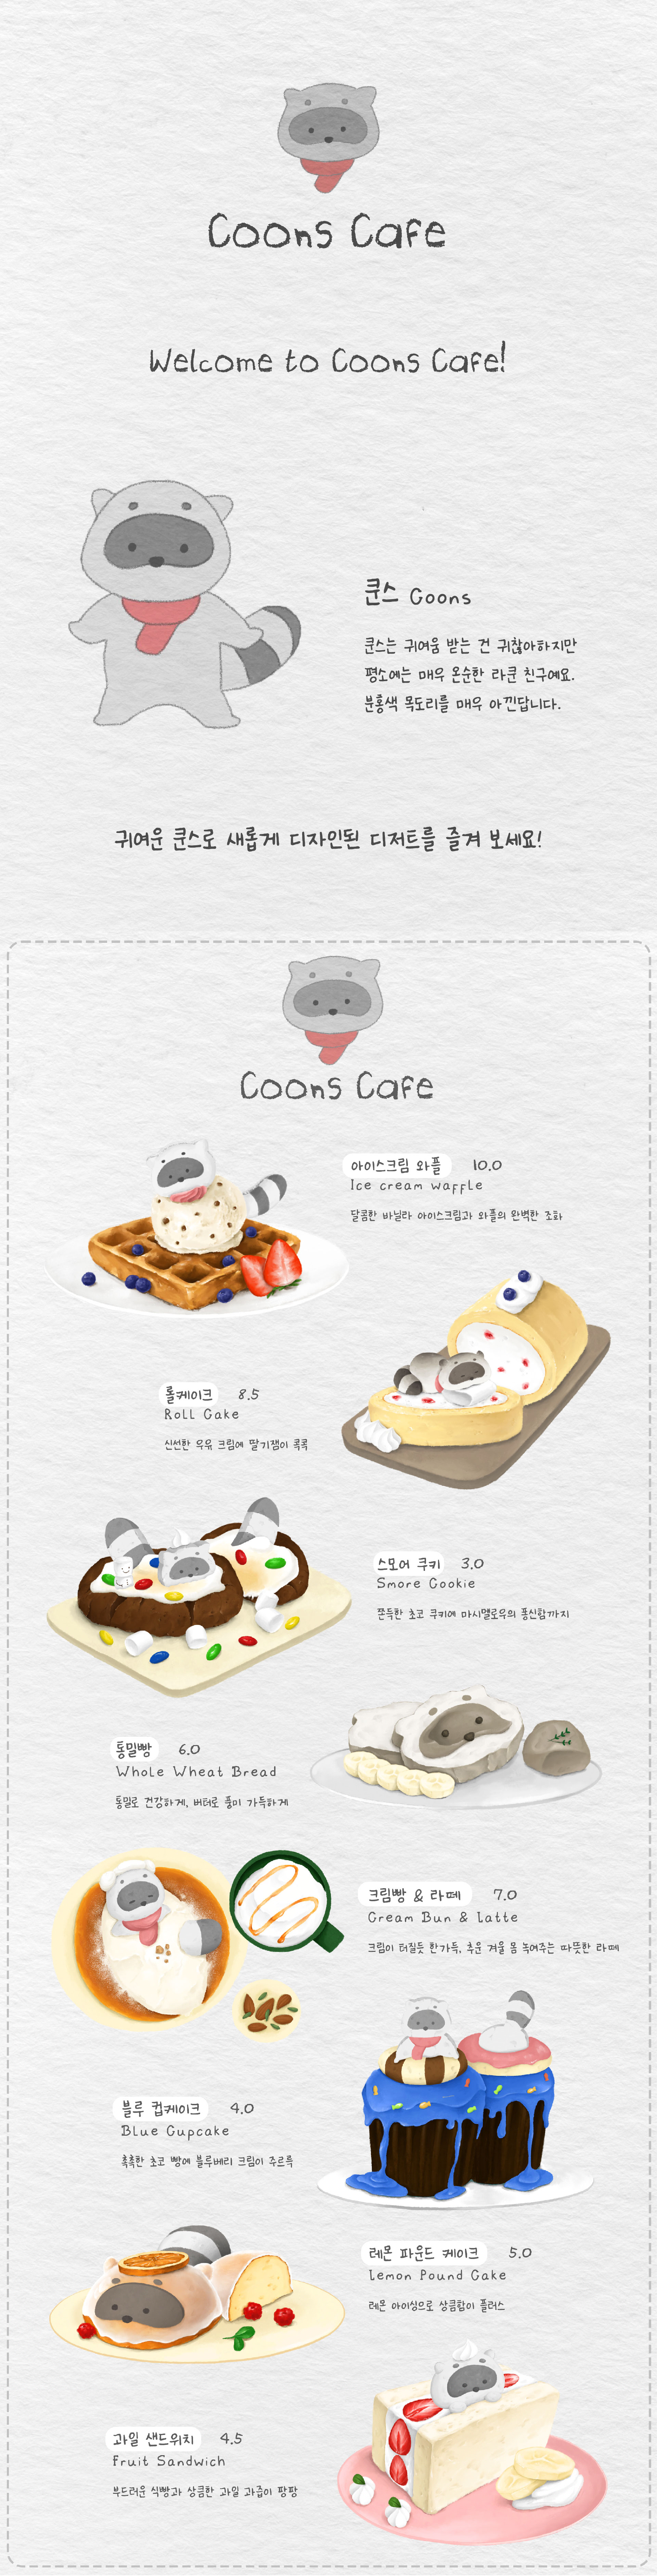 Coons Cafe
Welcome to Coons Cafe!
쿤스 Coons
쿤스는 귀여움 받는 건 귀찮아하지만
평소에는 매우 온순한 라쿤 친구예요.
분홍색 목도리를 매우 아낀답니다.
귀여운 쿤스로 새롭게 디자인된 디저트를 즐겨 보세요!
Coons Cafe
아이스크림 와플 10.0
Ice cream waffle
달콤한 바닐라 아이스크림과 와플의 완벽한 조화
롤케이크 8.5
Roll Cake
신선한 우유 크림에 딸기잼이 콕콕
스모어 쿠키 3.0
Smore Cookie
쫀득한 초코 쿠키에 마시멜로우의 퐁신함까지
통밀빵 6.0
Whole Wheat Bread
통밀로 건강하게, 버터로 풍미 가득하게
크림빵 & 라떼 7.0
Cream Bun & Latte
크림이 터질듯 한가득, 추운 겨울 몸 녹여주는 따뜻한 라떼
블루 컵케이크 4.0
Blue Cupcake
촉촉한 초코 빵에 블루베리 크림이 주르륵
레몬 파운드 케이크 5.0
Lemon Pound Cake
레몬 아이싱으로 상큼함이 플러스
과일 샌드위치 4.5
Fruit Sandwich
부드러운 식빵과 상큼한 과일 과즙이 팡팡